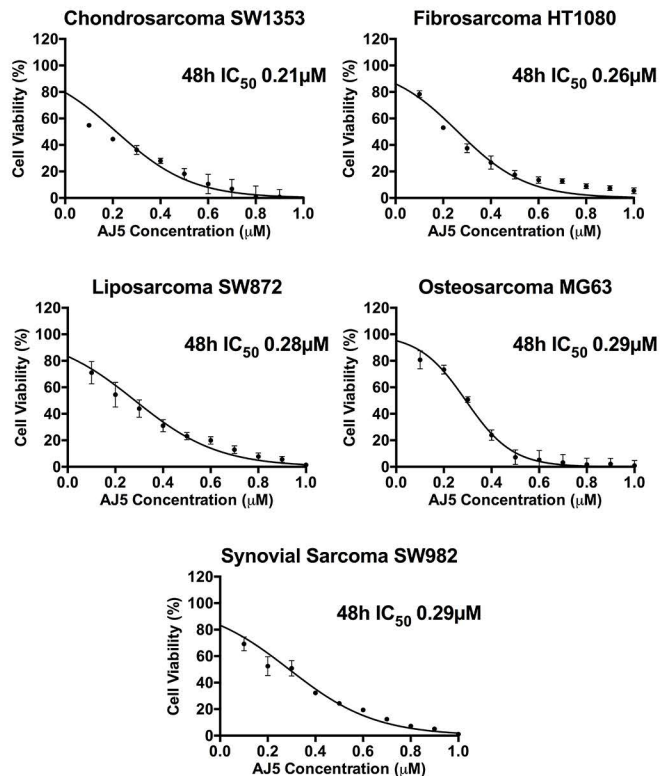 Chondrosarcoma SW1353
120
100
80
60
40
20
0
Cell Viability (%)
48h IC50 0.21µM
0.0 0.2 0.4 0.6 0.8 1.0
AJ5 Concentration (µM)
Fibrosarcoma HT1080
120
100
80
60
40
20
0
Cell Viability (%)
48h IC50 0.26µM
0.0 0.2 0.4 0.6 0.8 1.0
AJ5 Concentration (µM)
Liposarcoma SW872
120
100
80
60
40
20
0
Cell Viability (%)
48h IC50 0.28µM
0.0 0.2 0.4 0.6 0.8 1.0
AJ5 Concentration (µM)
Osteosarcoma MG63
120
100
80
60
40
20
0
Cell Viability (%)
48h IC50 0.29µM
0.0 0.2 0.4 0.6 0.8 1.0
AJ5 Concentration (µM)
Synovial Sarcoma SW982
120
100
80
60
40
20
0
Cell Viability (%)
48h IC50 0.29µM
0.0 0.2 0.4 0.6 0.8 1.0
AJ5 Concentration (µM)